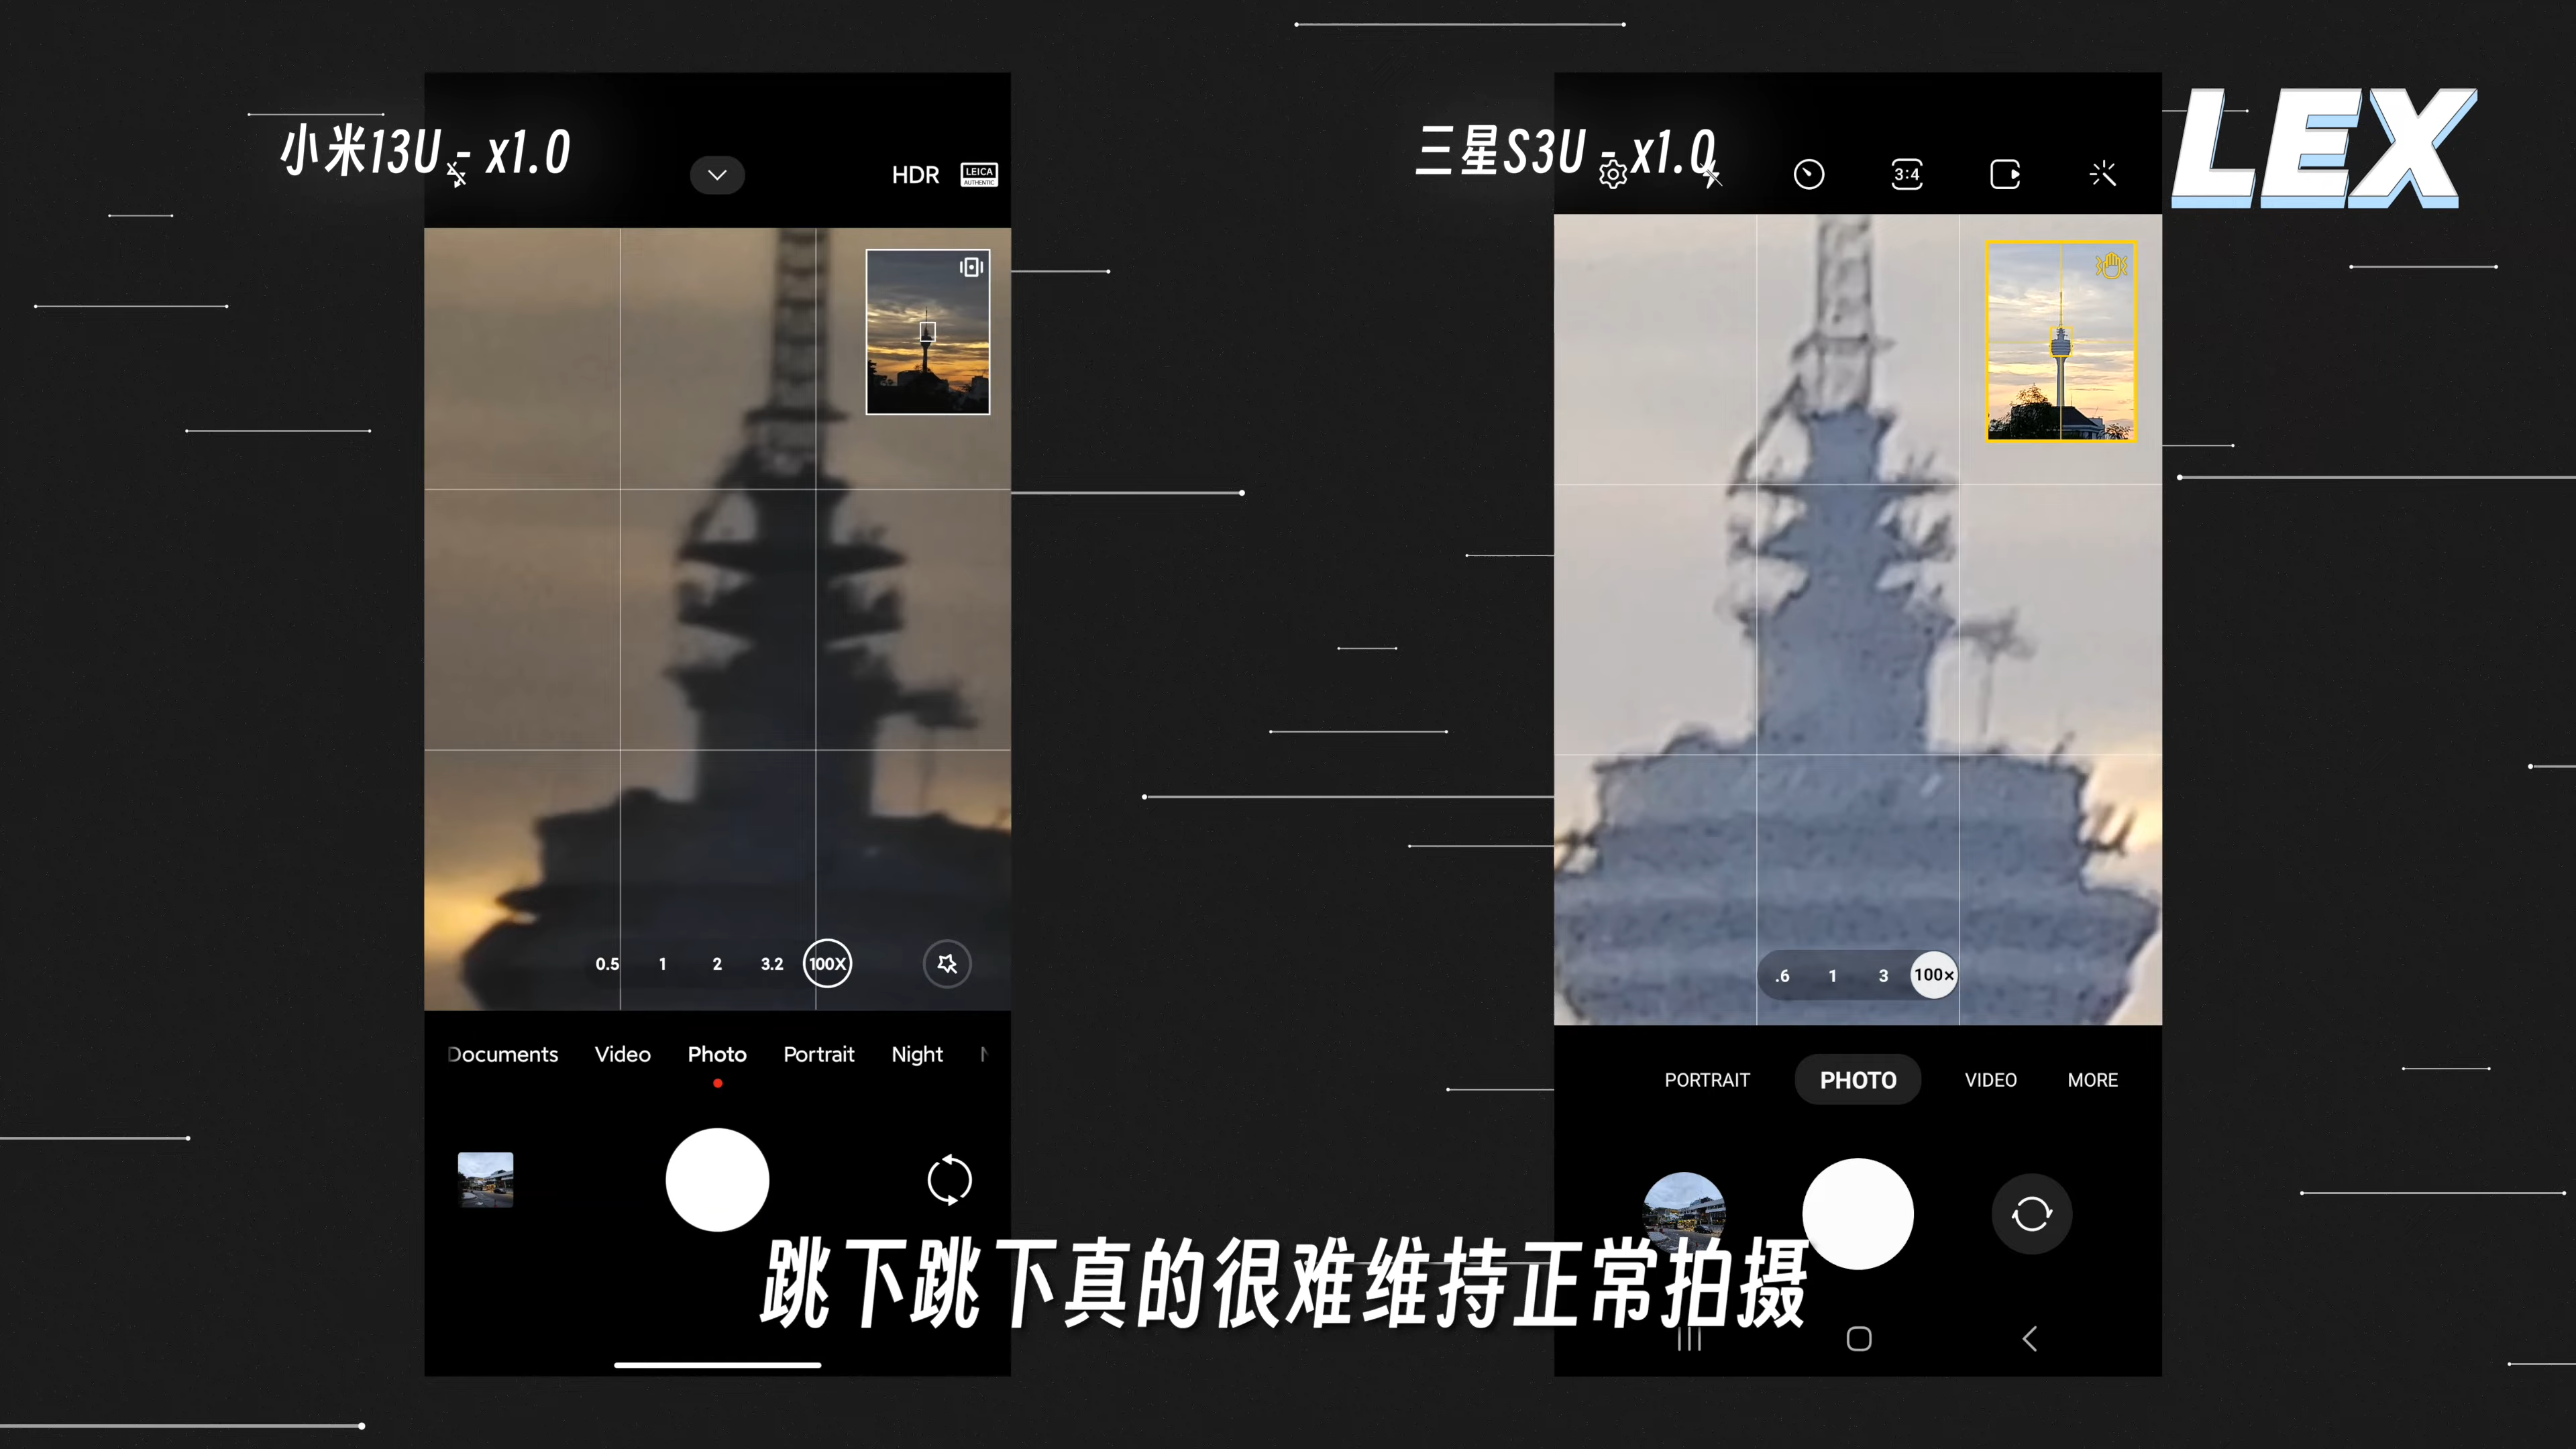 小米13U - x1.0
三星S3U - x1.0
LEX
HDR
LEICA
AUTHENTIC
3:4
0.5 1 2 3.2 100X
.6 1 3 100×
Documents Video Photo Portrait Night
PORTRAIT PHOTO VIDEO MORE
跳下跳下真的很难维持正常拍摄